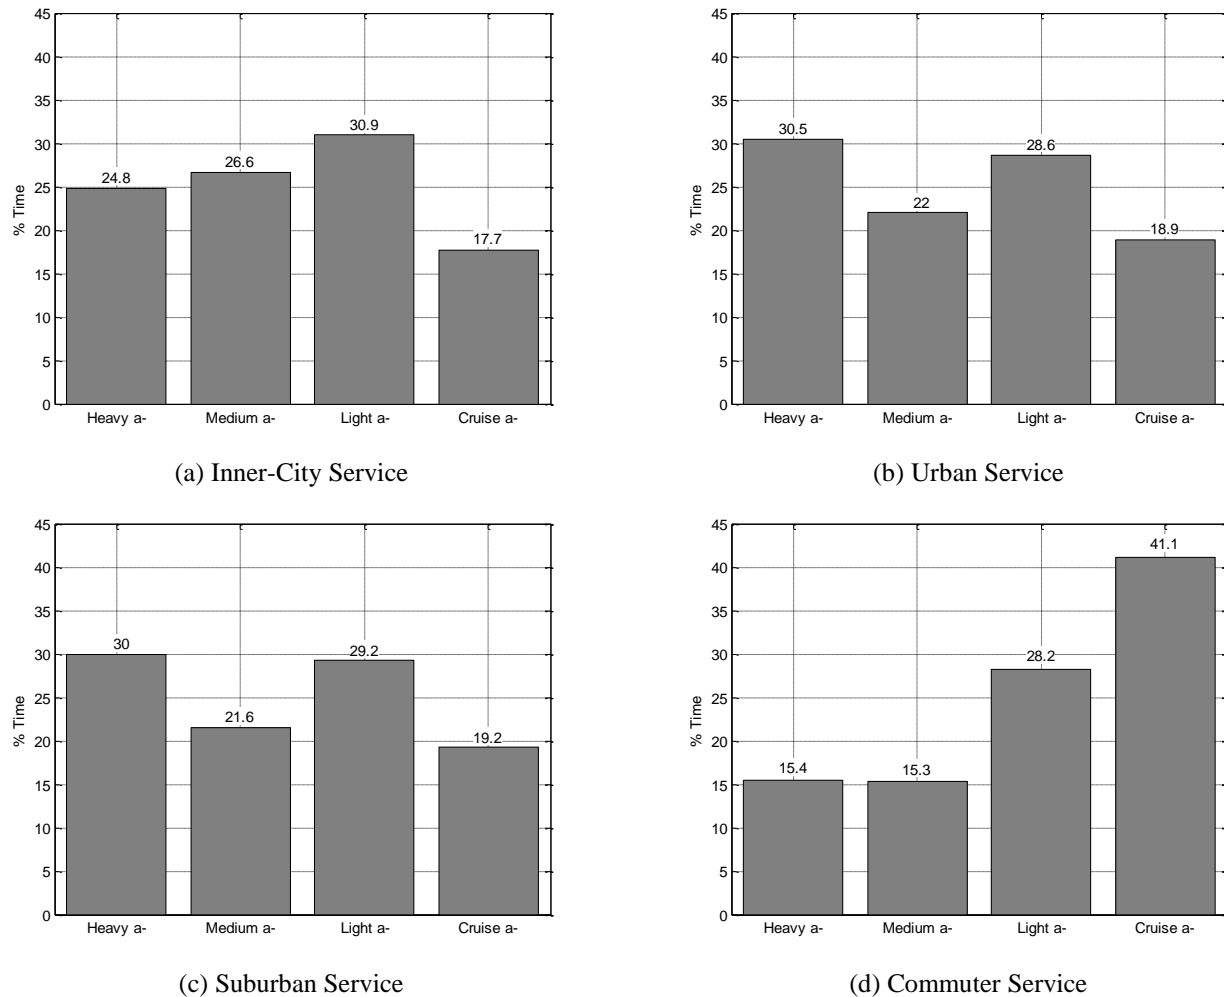 45
40
35
30
25
20
15
10
5
0
% Time
24.8
26.6
30.9
17.7
Heavy a-
Medium a-
Light a-
Cruise a-
(a) Inner-City Service
45
40
35
30
25
20
15
10
5
0
% Time
30.5
22
28.6
18.9
Heavy a-
Medium a-
Light a-
Cruise a-
(b) Urban Service
45
40
35
30
25
20
15
10
5
0
% Time
30
21.6
29.2
19.2
Heavy a-
Medium a-
Light a-
Cruise a-
(c) Suburban Service
45
40
35
30
25
20
15
10
5
0
% Time
15.4
15.3
28.2
41.1
Heavy a-
Medium a-
Light a-
Cruise a-
(d) Commuter Service